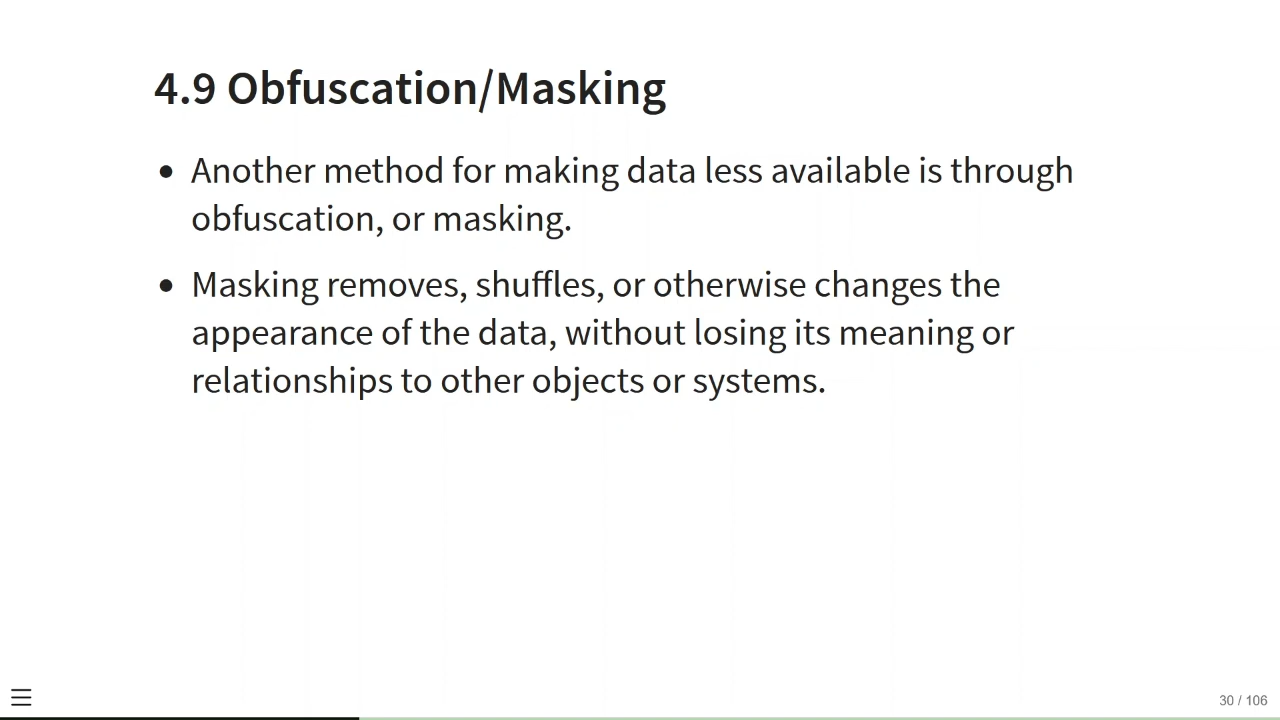 4.9 Obfuscation/Masking
• Another method for making data less available is through
obfuscation, or masking.
• Masking removes, shuffles, or otherwise changes the
appearance of the data, without losing its meaning or
relationships to other objects or systems.
30 / 106